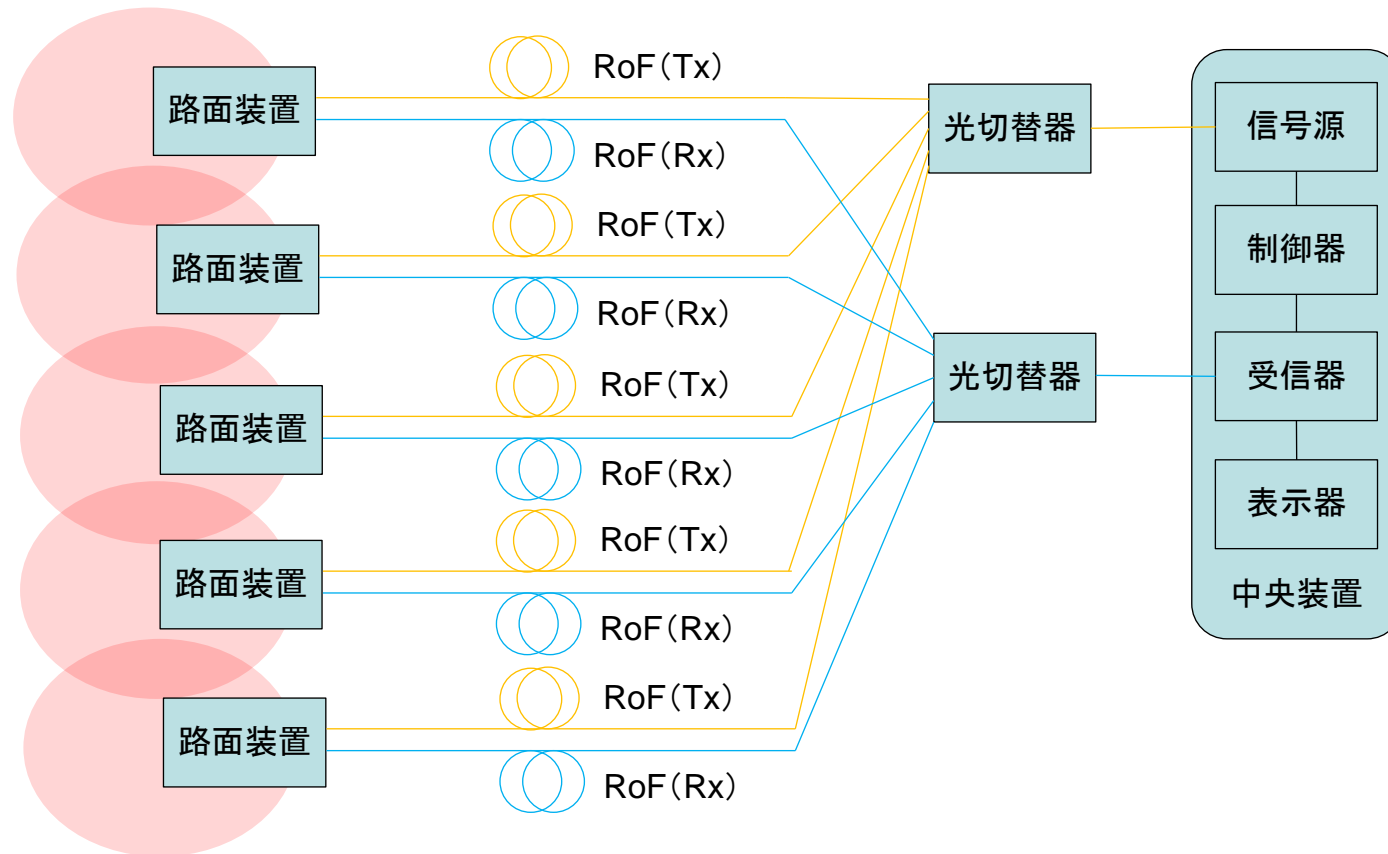 路面装置
RoF(Tx)
RoF(Rx)
路面装置
RoF(Tx)
RoF(Rx)
路面装置
RoF(Tx)
RoF(Rx)
路面装置
RoF(Tx)
RoF(Rx)
路面装置
RoF(Tx)
RoF(Rx)
光切替器
光切替器
信号源
制御器
受信器
表示器
中央装置